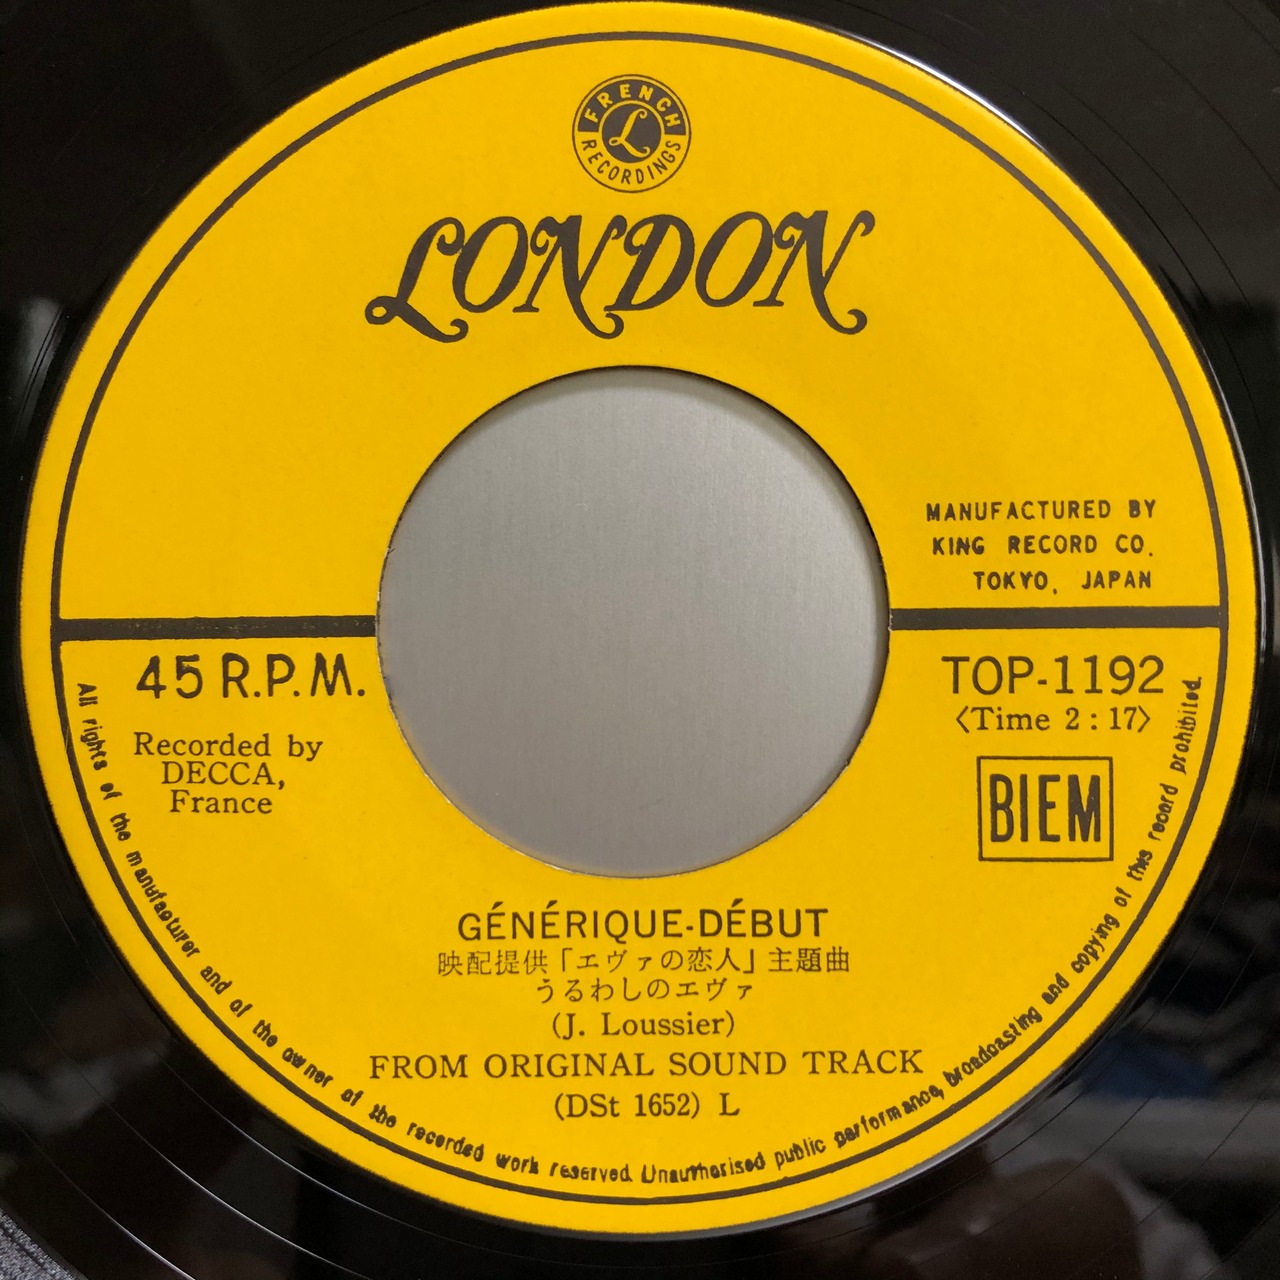 FRENCH
L
RECORDINGS
LONDON
MANUFACTURED BY
KING RECORD CO.
TOKYO, JAPAN
45 R.P.M.
Recorded by
DECCA,
France
TOP-1192
〈Time 2 : 17〉
BIEM
GÉNÉRIQUE-DÉBUT
映配提供「エヴァの恋人」主題曲
うるわしのエヴァ
(J. Loussier)
FROM ORIGINAL SOUND TRACK
(DSt 1652) L
All rights of the manufacturer and of the owner of the recorded work reserved. Unauthorised public performance, broadcasting and copying of this record prohibited.